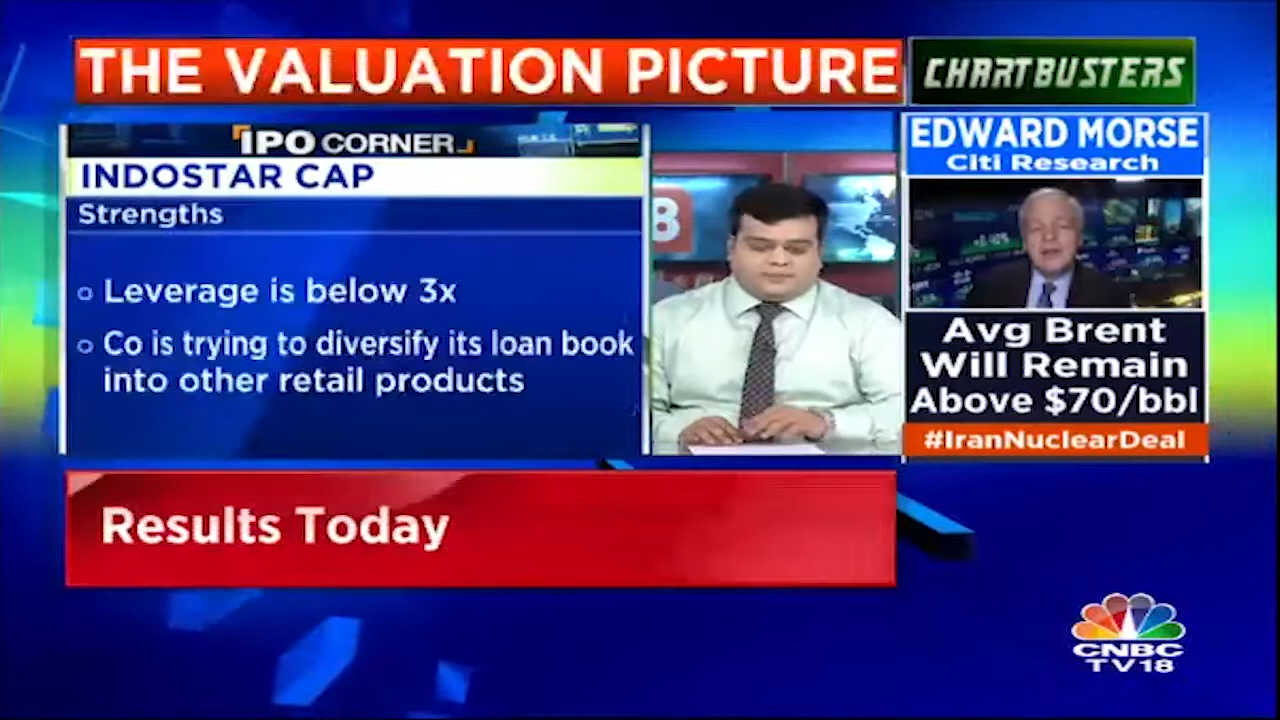 THE VALUATION PICTURE
CHARTBUSTERS
IPO CORNER
INDOSTAR CAP
Strengths
Leverage is below 3x
Co is trying to diversify its loan book
into other retail products
8
EDWARD MORSE
Citi Research
Avg Brent
Will Remain
Above $70/bbl
#IranNuclearDeal
Results Today
CNBC
TV18